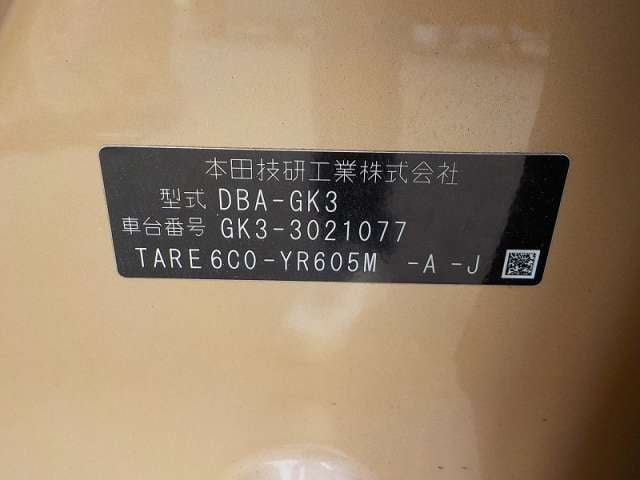 本田技研工業株式会社
型式 DBA-GK3
車台番号 GK3-3021077
TARE6C0-YR605M -A -J